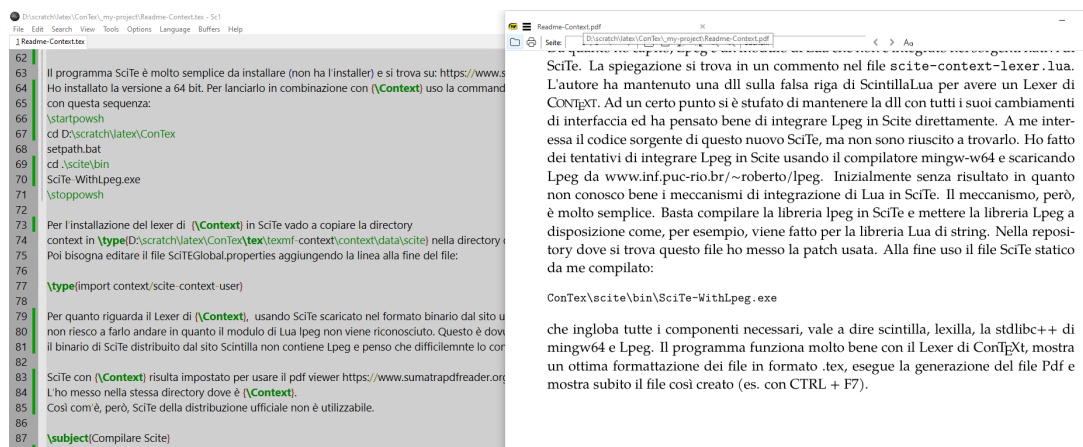 D:\scratch\latex\ConTex\_my-project\Readme-Context.tex - Sc1
File Edit Search View Tools Options Language Buffers Help
1 Readme-Context.tex
62
63 Il programma SciTe è molto semplice da installare (non ha l'installer) e si trova su: https://www.s
64 Ho installato la versione a 64 bit. Per lanciarlo in combinazione con {\Context} uso la command
65 con questa sequenza:
66 \startpowsh
67 cd D:\scratch\latex\ConTex
68 setpath.bat
69 cd .\scite\bin
70 SciTe-WithLpeg.exe
71 \stoppowsh
72
73 Per l'installazione del lexer di {\Context} in SciTe vado a copiare la directory
74 context in \type{D:\scratch\latex\ConTex\tex\texmf-context\context\data\scite} nella directory
75 Poi bisogna editare il file SciTEGlobal.properties aggiungendo la linea alla fine del file:
76
77 \type{import context/scite-context-user}
78
79 Per quanto riguarda il Lexer di {\Context}, usando SciTe scaricato nel formato binario dal sito u
80 non riesco a farlo andare in quanto il modulo di Lua lpeg non viene riconosciuto. Questo è dov
81 il binario di SciTe distribuito dal sito Scintilla non contiene Lpeg e penso che difficilemnte lo con
82
83 SciTe con {\Context} risulta impostato per usare il pdf viewer https://www.sumatrapdfreader.org
84 L'ho messo nella stessa directory dove è {\Context}.
85 Così com'è, però, SciTe della distribuzione ufficiale non è utilizzabile.
86
87 \subject{Compilare Scite}
Readme-Context.pdf
Seite:
D:\scratch\latex\ConTex\_my-project\Readme-Context.pdf
SciTe. La spiegazione si trova in un commento nel file scite-context-lexer.lua.
L'autore ha mantenuto una dll sulla falsa riga di ScintillaLua per avere un Lexer di
CONTEXT. Ad un certo punto si è stufato di mantenere la dll con tutti i suoi cambiamenti
di interfaccia ed ha pensato bene di integrare Lpeg in Scite direttamente. A me inter-
essa il codice sorgente di questo nuovo SciTe, ma non sono riuscito a trovarlo. Ho fatto
dei tentativi di integrare Lpeg in Scite usando il compilatore mingw-w64 e scaricando
Lpeg da www.inf.puc-rio.br/~roberto/lpeg. Inizialmente senza risultato in quanto
non conosco bene i meccanismi di integrazione di Lua in SciTe. Il meccanismo, però,
è molto semplice. Basta compilare la libreria lpeg in SciTe e mettere la libreria Lpeg a
disposizione come, per esempio, viene fatto per la libreria Lua di string. Nella reposi-
tory dove si trova questo file ho messo la patch usata. Alla fine uso il file SciTe statico
da me compilato:
ConTex\scite\bin\SciTe-WithLpeg.exe
che ingloba tutte i componenti necessari, vale a dire scintilla, lexilla, la stdlibc++ di
mingw64 e Lpeg. Il programma funziona molto bene con il Lexer di ConTEXt, mostra
un ottima formattazione dei file in formato .tex, esegue la generazione del file Pdf e
mostra subito il file così creato (es. con CTRL + F7).